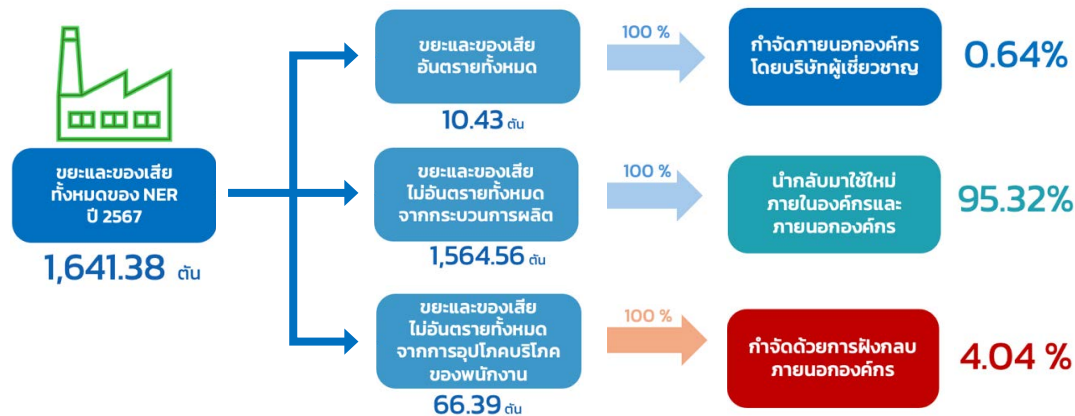 ขยะและของเสีย
ทั้งหมดของ NER
ปี 2567
1,641.38 ตัน
ขยะและของเสีย
อันตรายทั้งหมด
10.43 ตัน
100 %
กำจัดภายนอกองค์กร
โดยบริษัทผู้เชี่ยวชาญ
0.64%
ขยะและของเสีย
ไม่อันตรายทั้งหมด
จากกระบวนการผลิต
1,564.56 ตัน
100 %
นำกลับมาใช้ใหม่
ภายในองค์กรและ
ภายนอกองค์กร
95.32%
ขยะและของเสีย
ไม่อันตรายทั้งหมด
จากการอุปโภคบริโภค
ของพนักงาน
66.39 ตัน
100 %
กำจัดด้วยการฝังกลบ
ภายนอกองค์กร
4.04 %